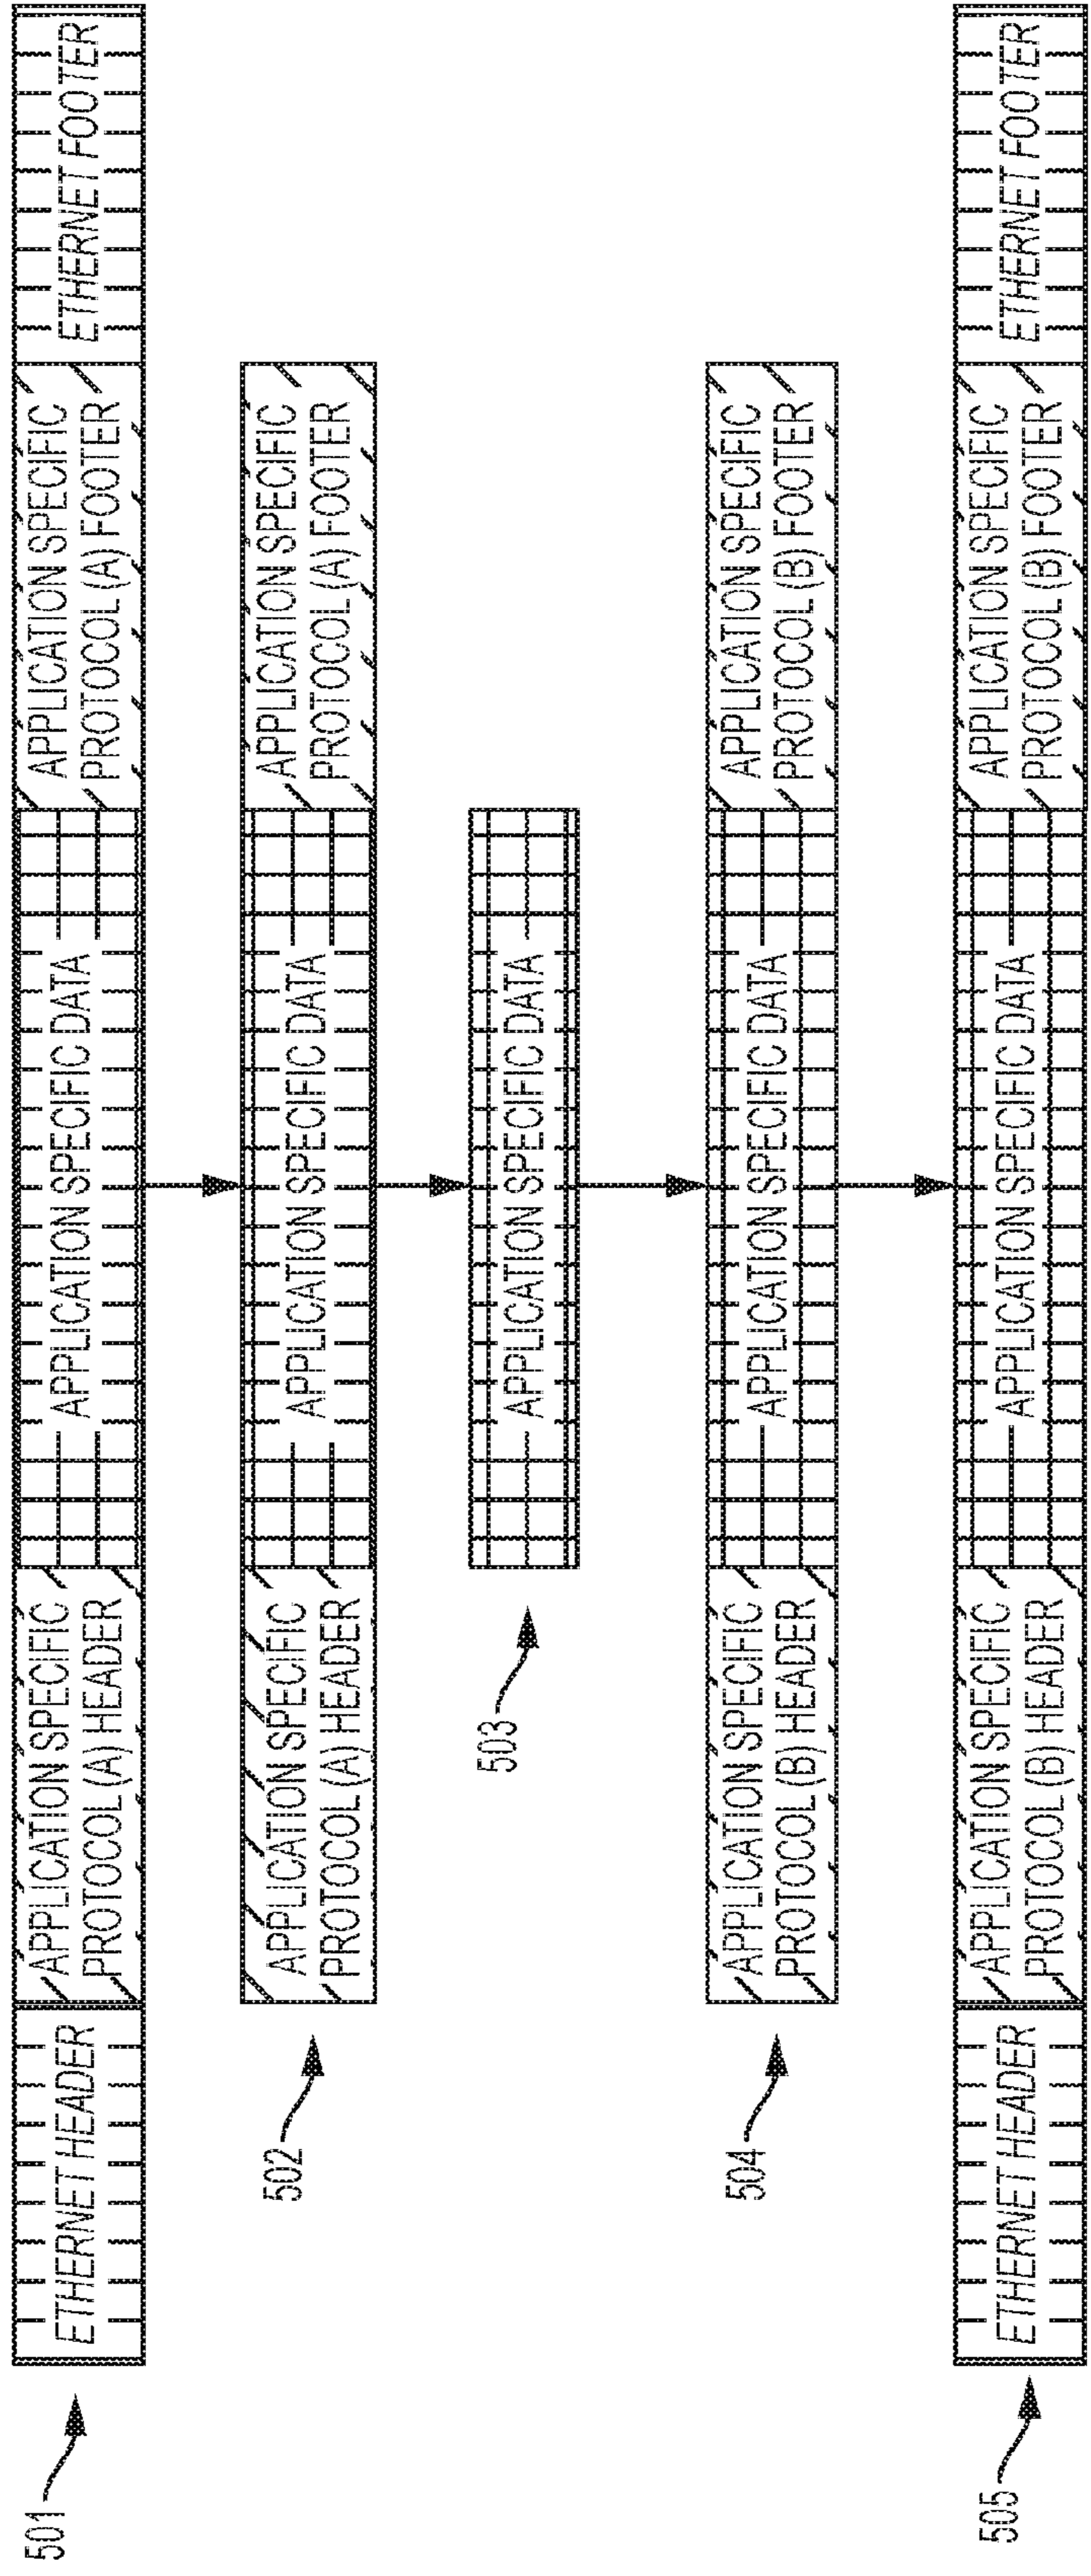 501
ETHERNET HEADER
APPLICATION SPECIFIC
PROTOCOL (A) HEADER
APPLICATION SPECIFIC DATA
APPLICATION SPECIFIC
PROTOCOL (A) FOOTER
ETHERNET FOOTER
502
APPLICATION SPECIFIC
PROTOCOL (A) HEADER
APPLICATION SPECIFIC DATA
APPLICATION SPECIFIC
PROTOCOL (A) FOOTER
503
APPLICATION SPECIFIC DATA
504
APPLICATION SPECIFIC
PROTOCOL (B) HEADER
APPLICATION SPECIFIC DATA
APPLICATION SPECIFIC
PROTOCOL (B) FOOTER
505
ETHERNET HEADER
APPLICATION SPECIFIC
PROTOCOL (B) HEADER
APPLICATION SPECIFIC DATA
APPLICATION SPECIFIC
PROTOCOL (B) FOOTER
ETHERNET FOOTER